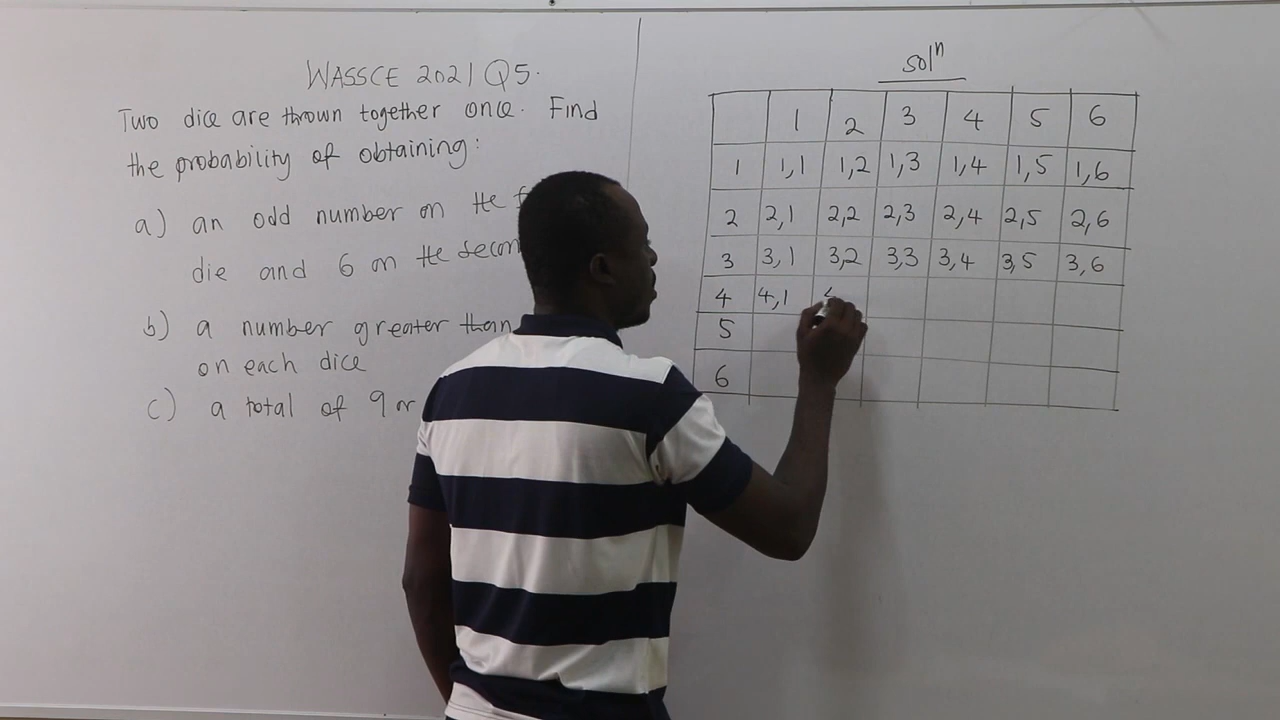 WASSCE 2021 Q5.
Two dice are thrown together once. Find
the probability of obtaining:
a) an odd number on the
die and 6 on the second
b) a number greater than
on each dice
c) a total of 9 or
solⁿ
1 2 3 4 5 6
1 1,1 1,2 1,3 1,4 1,5 1,6
2 2,1 2,2 2,3 2,4 2,5 2,6
3 3,1 3,2 3,3 3,4 3,5 3,6
4 4,1
5
6